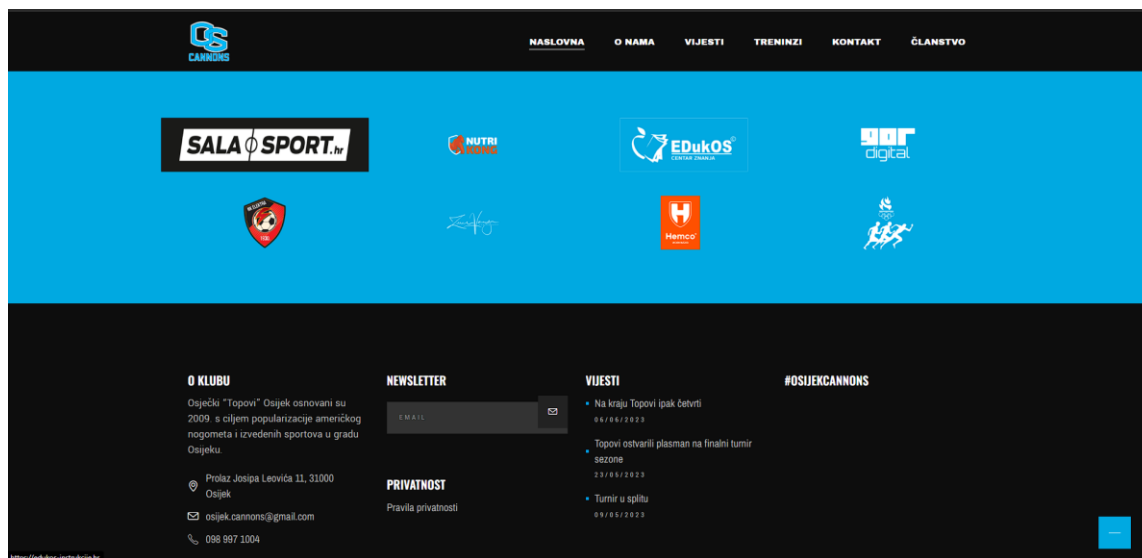 OS
CANNONS
NASLOVNA O NAMA VIJESTI TRENINZI KONTAKT ČLANSTVO
SALA SPORT.hr
NUTRI
EDukOS©
CENTAR ZNANJA
gor
digital
Hemco
O KLUBU
Osječki "Topovi" Osijek osnovani su
2009. s ciljem popularizacije američkog
nogometa i izvedenih sportova u gradu
Osijeku.
Prolaz Josipa Leovića 11, 31000
Osijek
osijek.cannons@gmail.com
098 997 1004
NEWSLETTER
EMAIL
PRIVATNOST
Pravila privatnosti
VIJESTI
Na kraju Topovi ipak četvrti
06/06/2023
Topovi ostvarili plasman na finalni turnir
sezone
23/05/2023
Turnir u splitu
09/05/2023
#OSIJEKCANNONS